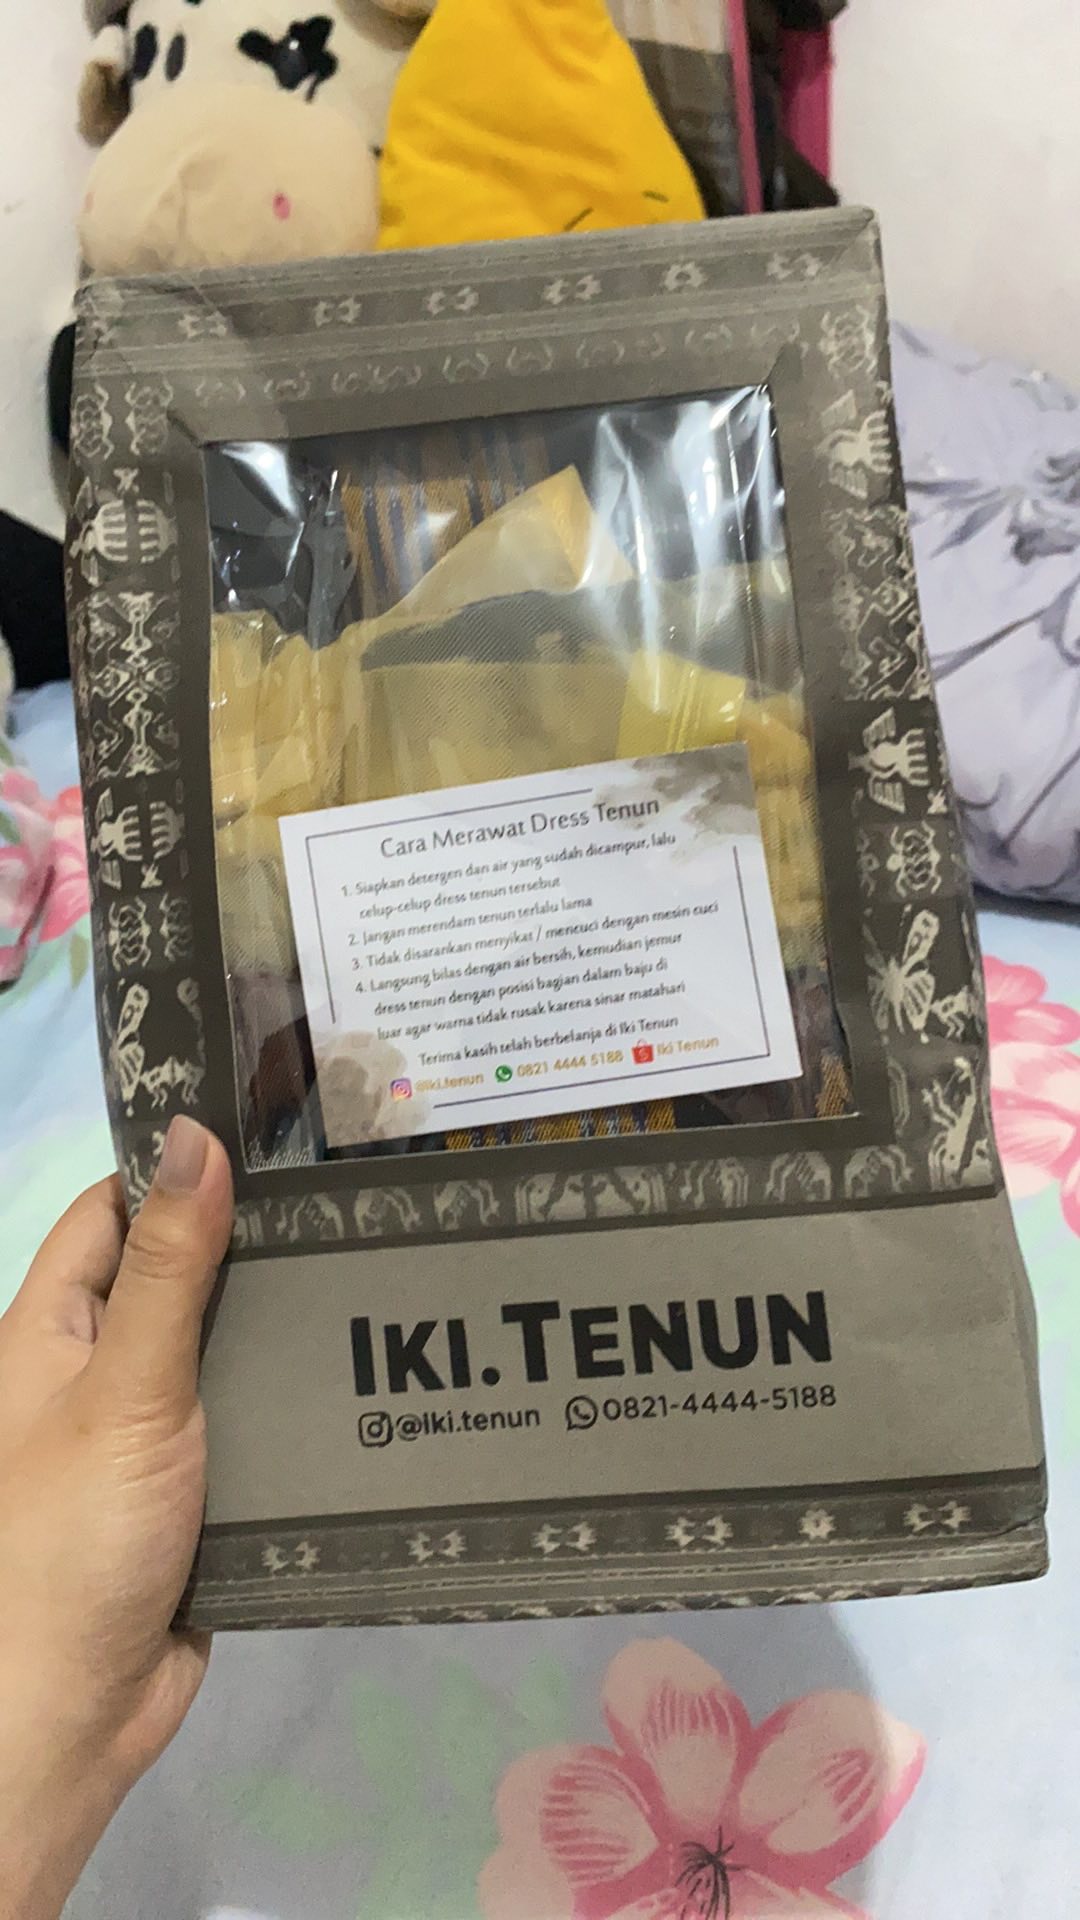 Cara Merawat Dress Tenun
1. Siapkan detergen dan air yang sudah dicampur, lalu
celup-celup dress tenun tersebut
2. Jangan merendam tenun terlalu lama
3. Tidak disarankan menyikat / mencuci dengan mesin cuci
4. Langsung bilas dengan air bersih, kemudian jemur
dress tenun dengan posisi bagian dalam baju di
luar agar warna tidak rusak karena sinar matahari
Terima kasih telah berbelanja di Iki Tenun
@iki.tenun 0821 4444 5188 Iki Tenun
IKI.TENUN
@Iki.tenun 0821-4444-5188